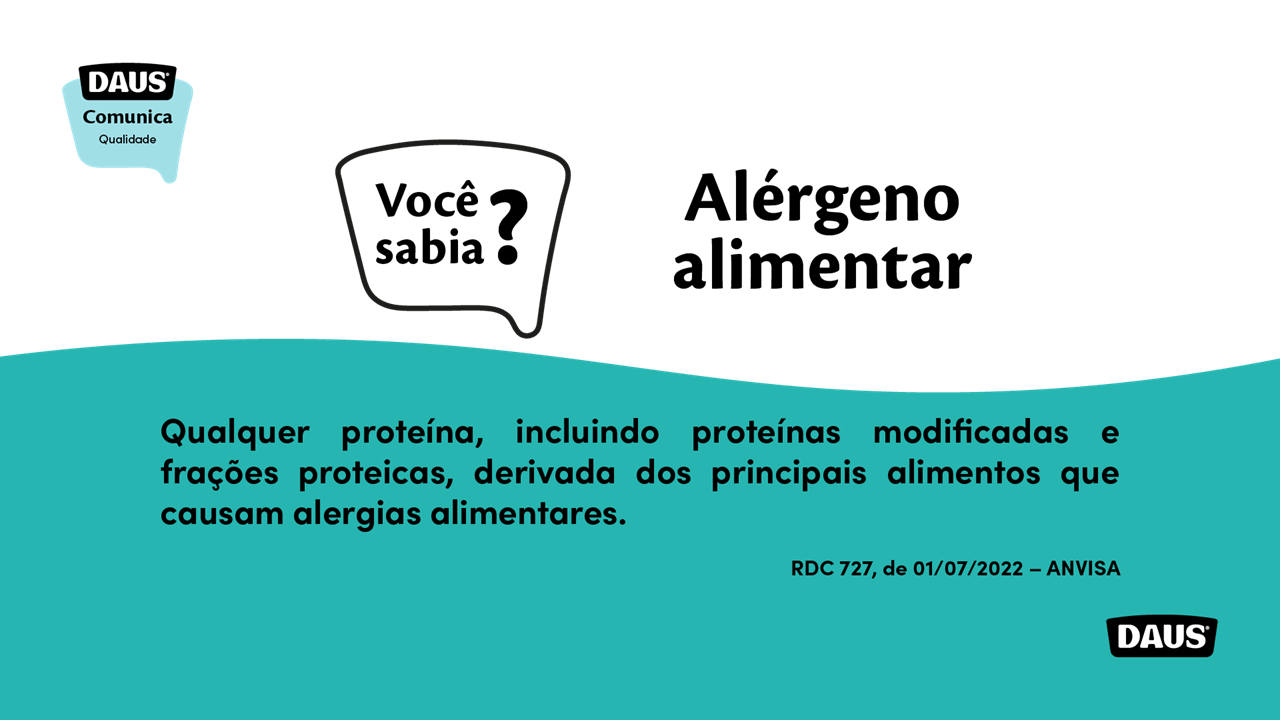 DAUS
Comunica
Qualidade
Você
sabia?
Alérgeno
alimentar
Qualquer proteína, incluindo proteínas modificadas e
frações proteicas, derivada dos principais alimentos que
causam alergias alimentares.
RDC 727, de 01/07/2022 – ANVISA
DAUS